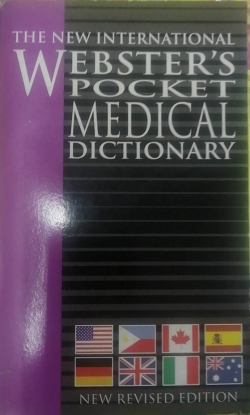 THE NEW INTERNATIONAL
WEBSTER'S
POCKET
MEDICAL
DICTIONARY
NEW REVISED EDITION